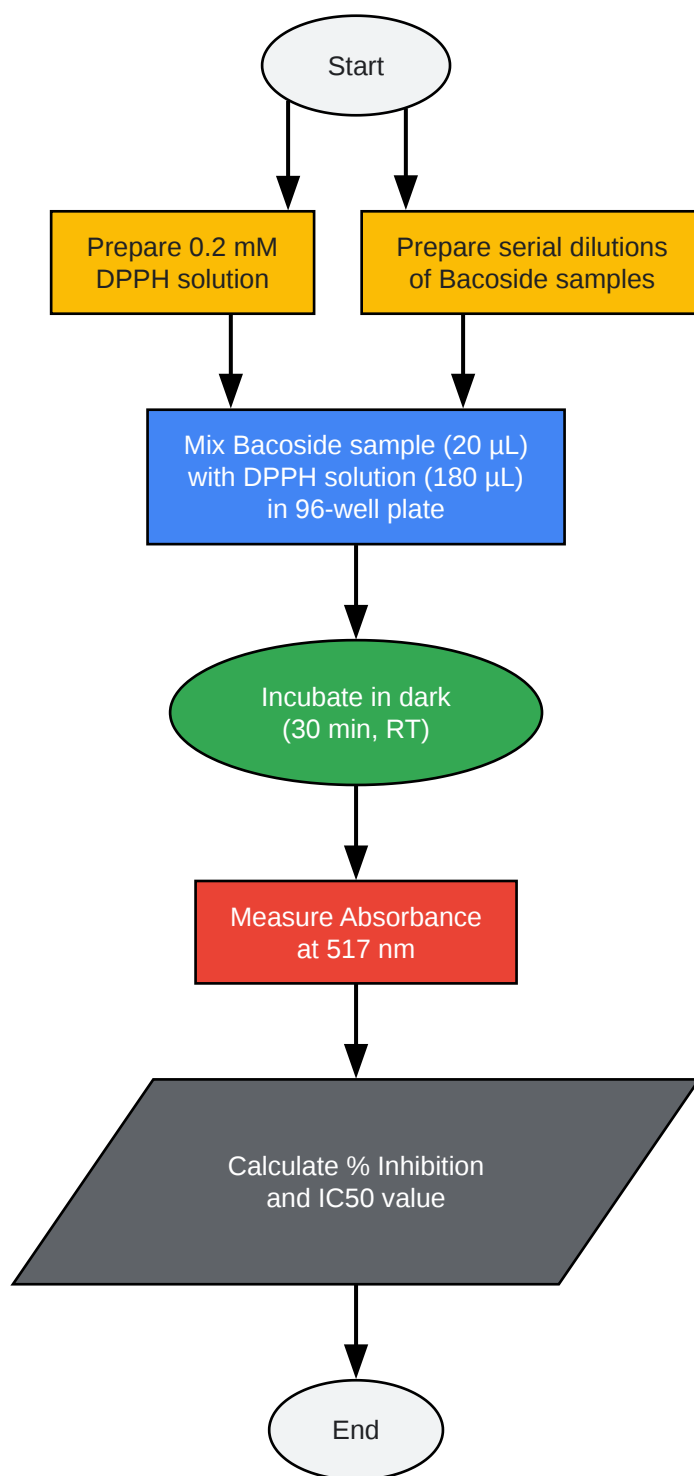 Start
Prepare 0.2 mM
DPPH solution
Prepare serial dilutions
of Bacoside samples
Mix Bacoside sample (20 µL)
with DPPH solution (180 µL)
in 96-well plate
Incubate in dark
(30 min, RT)
Measure Absorbance
at 517 nm
Calculate % Inhibition
and IC50 value
End